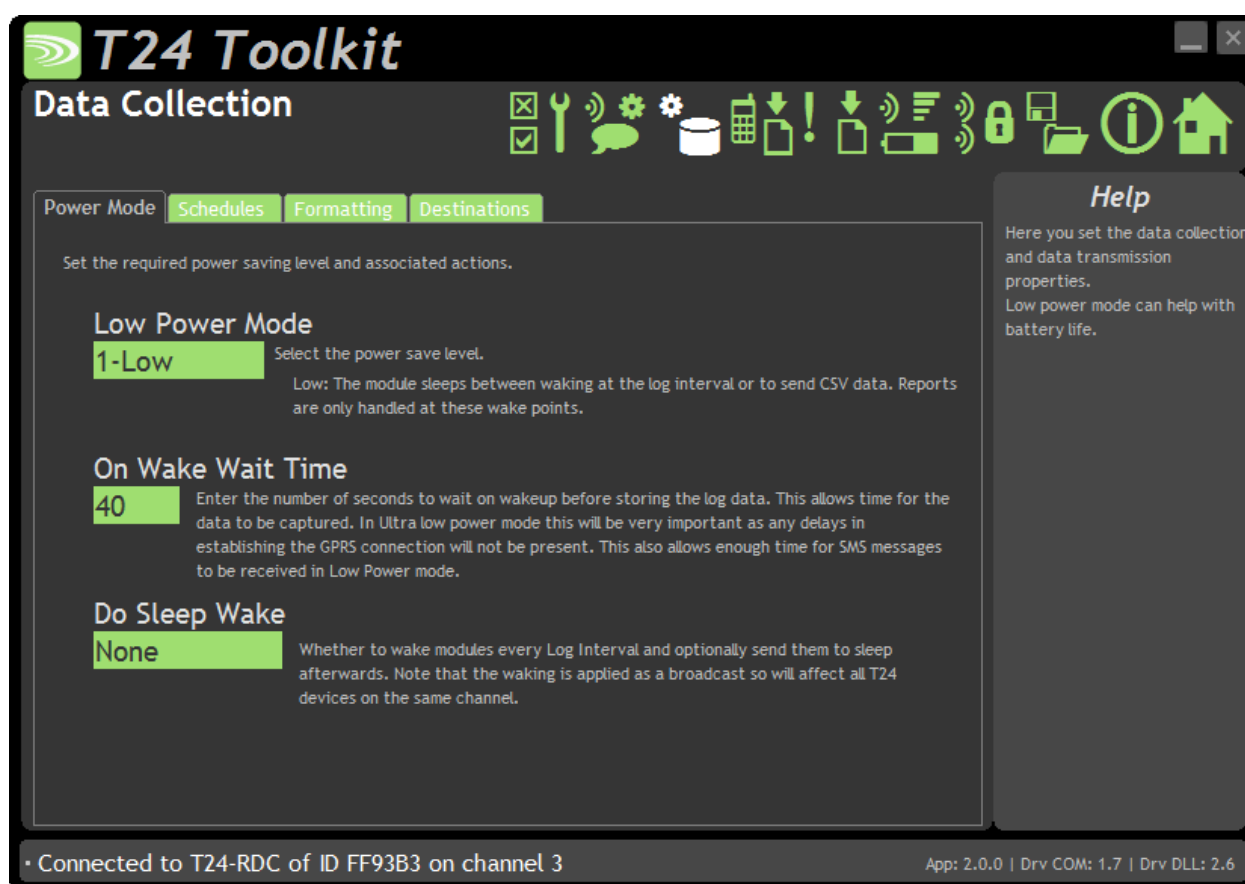 T24 Toolkit
Data Collection
Power Mode Schedules Formatting Destinations
Set the required power saving level and associated actions.
Low Power Mode
1-Low
Select the power save level.
Low: The module sleeps between waking at the log interval or to send CSV data. Reports
are only handled at these wake points.
On Wake Wait Time
40
Enter the number of seconds to wait on wakeup before storing the log data. This allows time for the
data to be captured. In Ultra low power mode this will be very important as any delays in
establishing the GPRS connection will not be present. This also allows enough time for SMS messages
to be received in Low Power mode.
Do Sleep Wake
None
Whether to wake modules every Log Interval and optionally send them to sleep
afterwards. Note that the waking is applied as a broadcast so will affect all T24
devices on the same channel.
Help
Here you set the data collection
and data transmission
properties.
Low power mode can help with
battery life.
Connected to T24-RDC of ID FF93B3 on channel 3
App: 2.0.0 | Drv COM: 1.7 | Drv DLL: 2.6